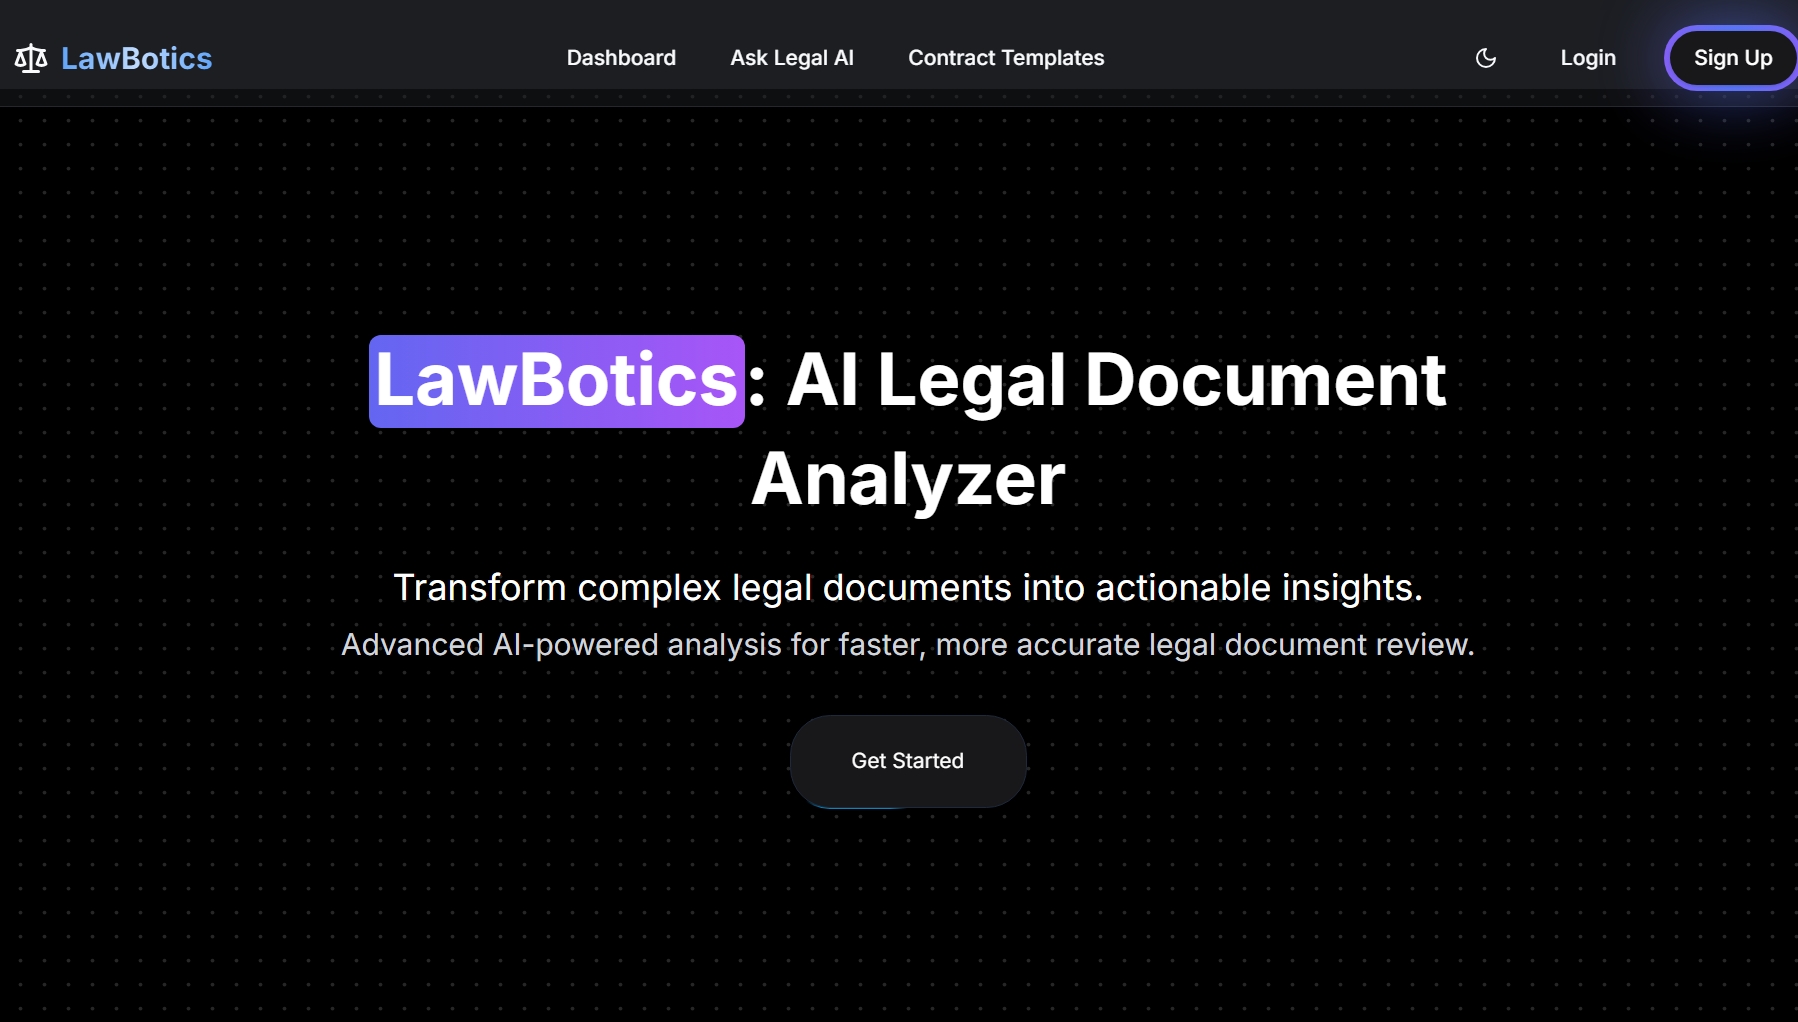 LawBotics
Dashboard
Ask Legal AI
Contract Templates
Login
Sign Up
LawBotics: AI Legal Document
Analyzer
Transform complex legal documents into actionable insights.
Advanced AI-powered analysis for faster, more accurate legal document review.
Get Started